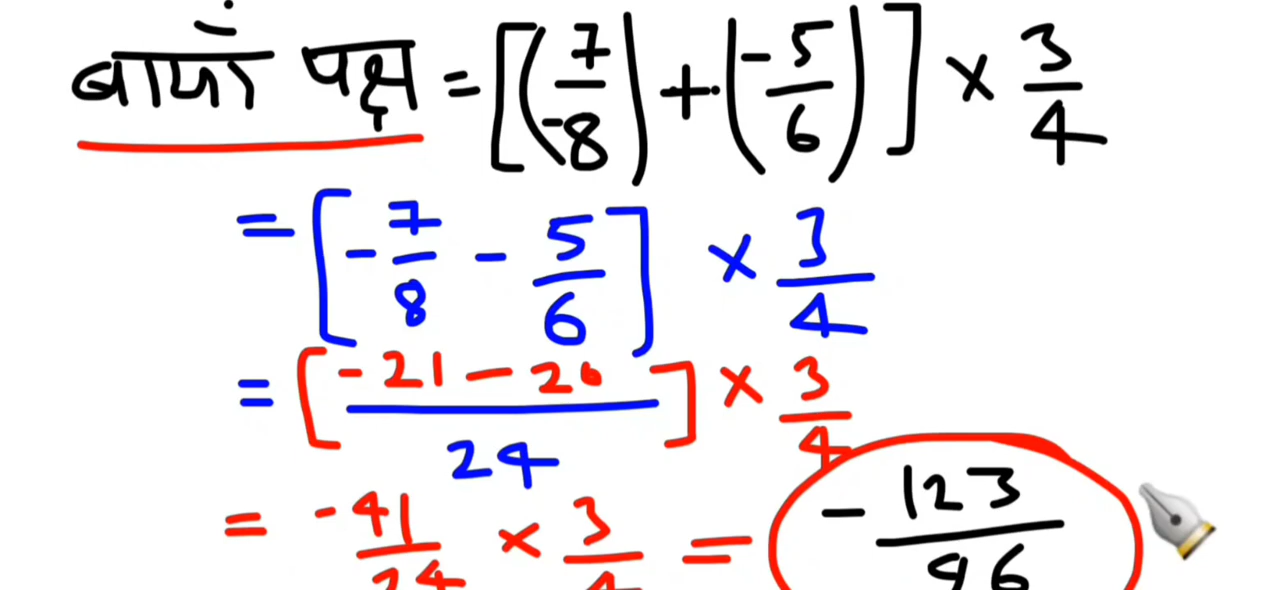 बायां पक्ष = [(7/-8) + (-5/6)] × 3/4
= [-7/8 - 5/6] × 3/4
= [-21-20/24] × 3/4
= -41/24 × 3/4 = -123/96